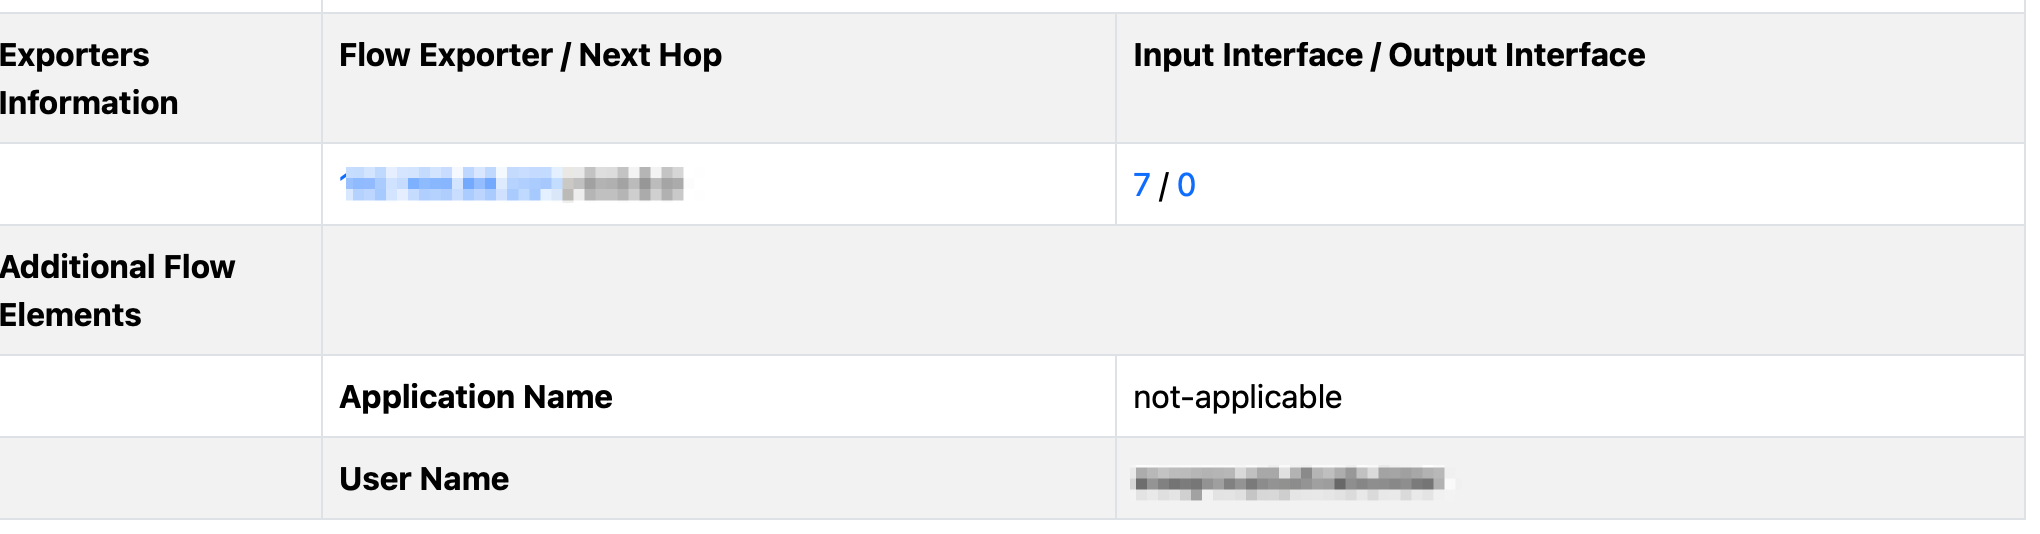 Exporters
Information
Flow Exporter / Next Hop
Input Interface / Output Interface
7 / 0
Additional Flow
Elements
Application Name
not-applicable
User Name